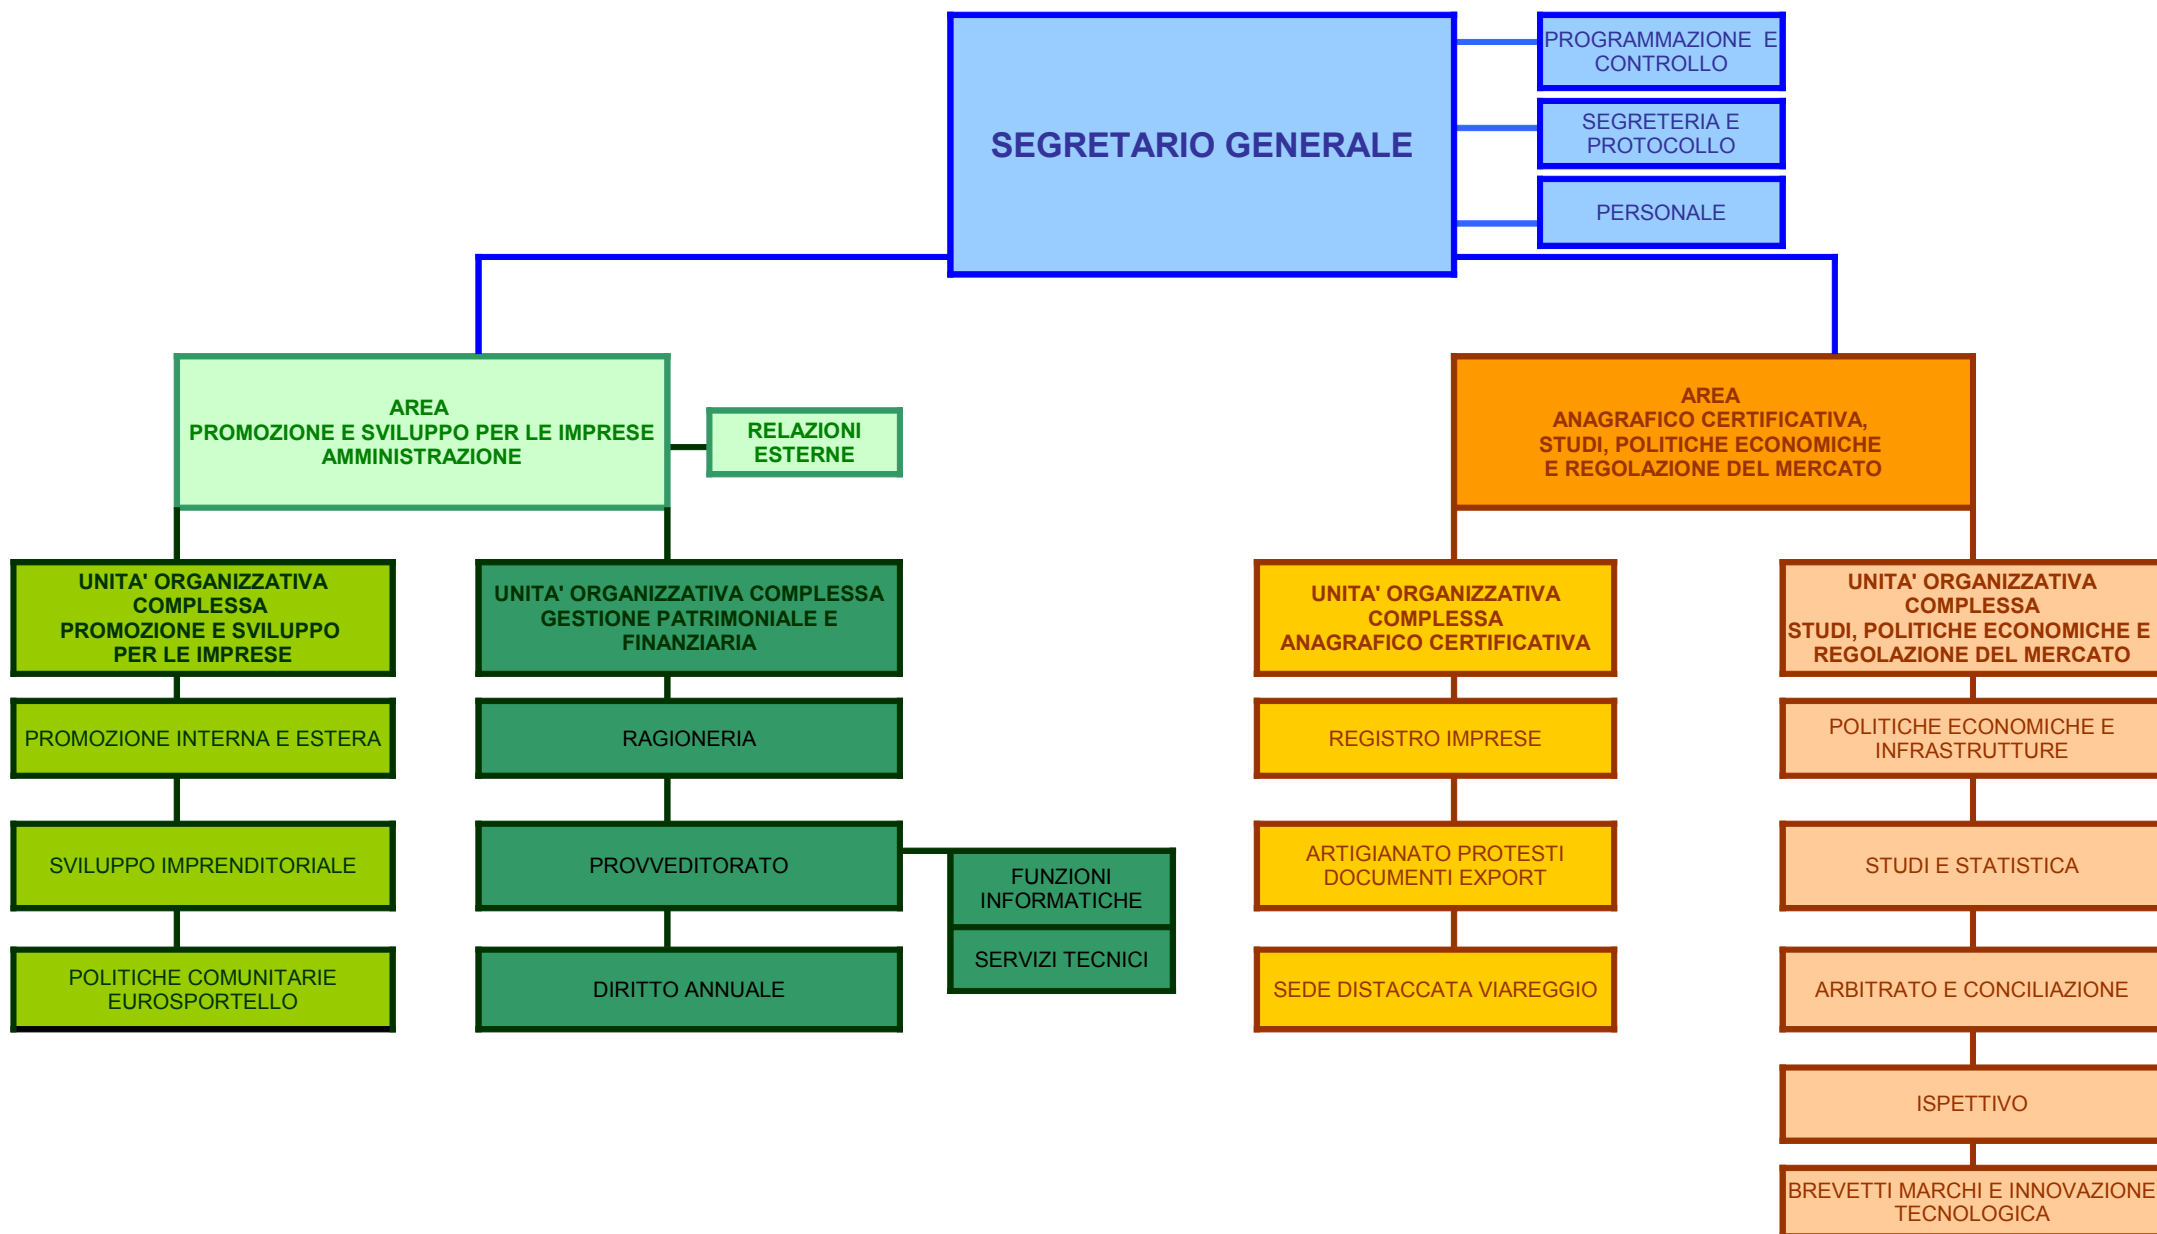 SEGRETARIO GENERALE
PROGRAMMAZIONE E
CONTROLLO
SEGRETERIA E
PROTOCOLLO
PERSONALE
AREA
PROMOZIONE E SVILUPPO PER LE IMPRESE
AMMINISTRAZIONE
RELAZIONI
ESTERNE
AREA
ANAGRAFICO CERTIFICATIVA,
STUDI, POLITICHE ECONOMICHE
E REGOLAZIONE DEL MERCATO
UNITA' ORGANIZZATIVA
COMPLESSA
PROMOZIONE E SVILUPPO
PER LE IMPRESE
UNITA' ORGANIZZATIVA COMPLESSA
GESTIONE PATRIMONIALE E
FINANZIARIA
UNITA' ORGANIZZATIVA
COMPLESSA
ANAGRAFICO CERTIFICATIVA
UNITA' ORGANIZZATIVA
COMPLESSA
STUDI, POLITICHE ECONOMICHE E
REGOLAZIONE DEL MERCATO
PROMOZIONE INTERNA E ESTERA
RAGIONERIA
REGISTRO IMPRESE
POLITICHE ECONOMICHE E
INFRASTRUTTURE
SVILUPPO IMPRENDITORIALE
PROVVEDITORATO
FUNZIONI
INFORMATICHE
SERVIZI TECNICI
ARTIGIANATO PROTESTI
DOCUMENTI EXPORT
STUDI E STATISTICA
POLITICHE COMUNITARIE
EUROSPORTELLO
DIRITTO ANNUALE
SEDE DISTACCATA VIAREGGIO
ARBITRATO E CONCILIAZIONE
ISPETTIVO
BREVETTI MARCHI E INNOVAZIONE
TECNOLOGICA